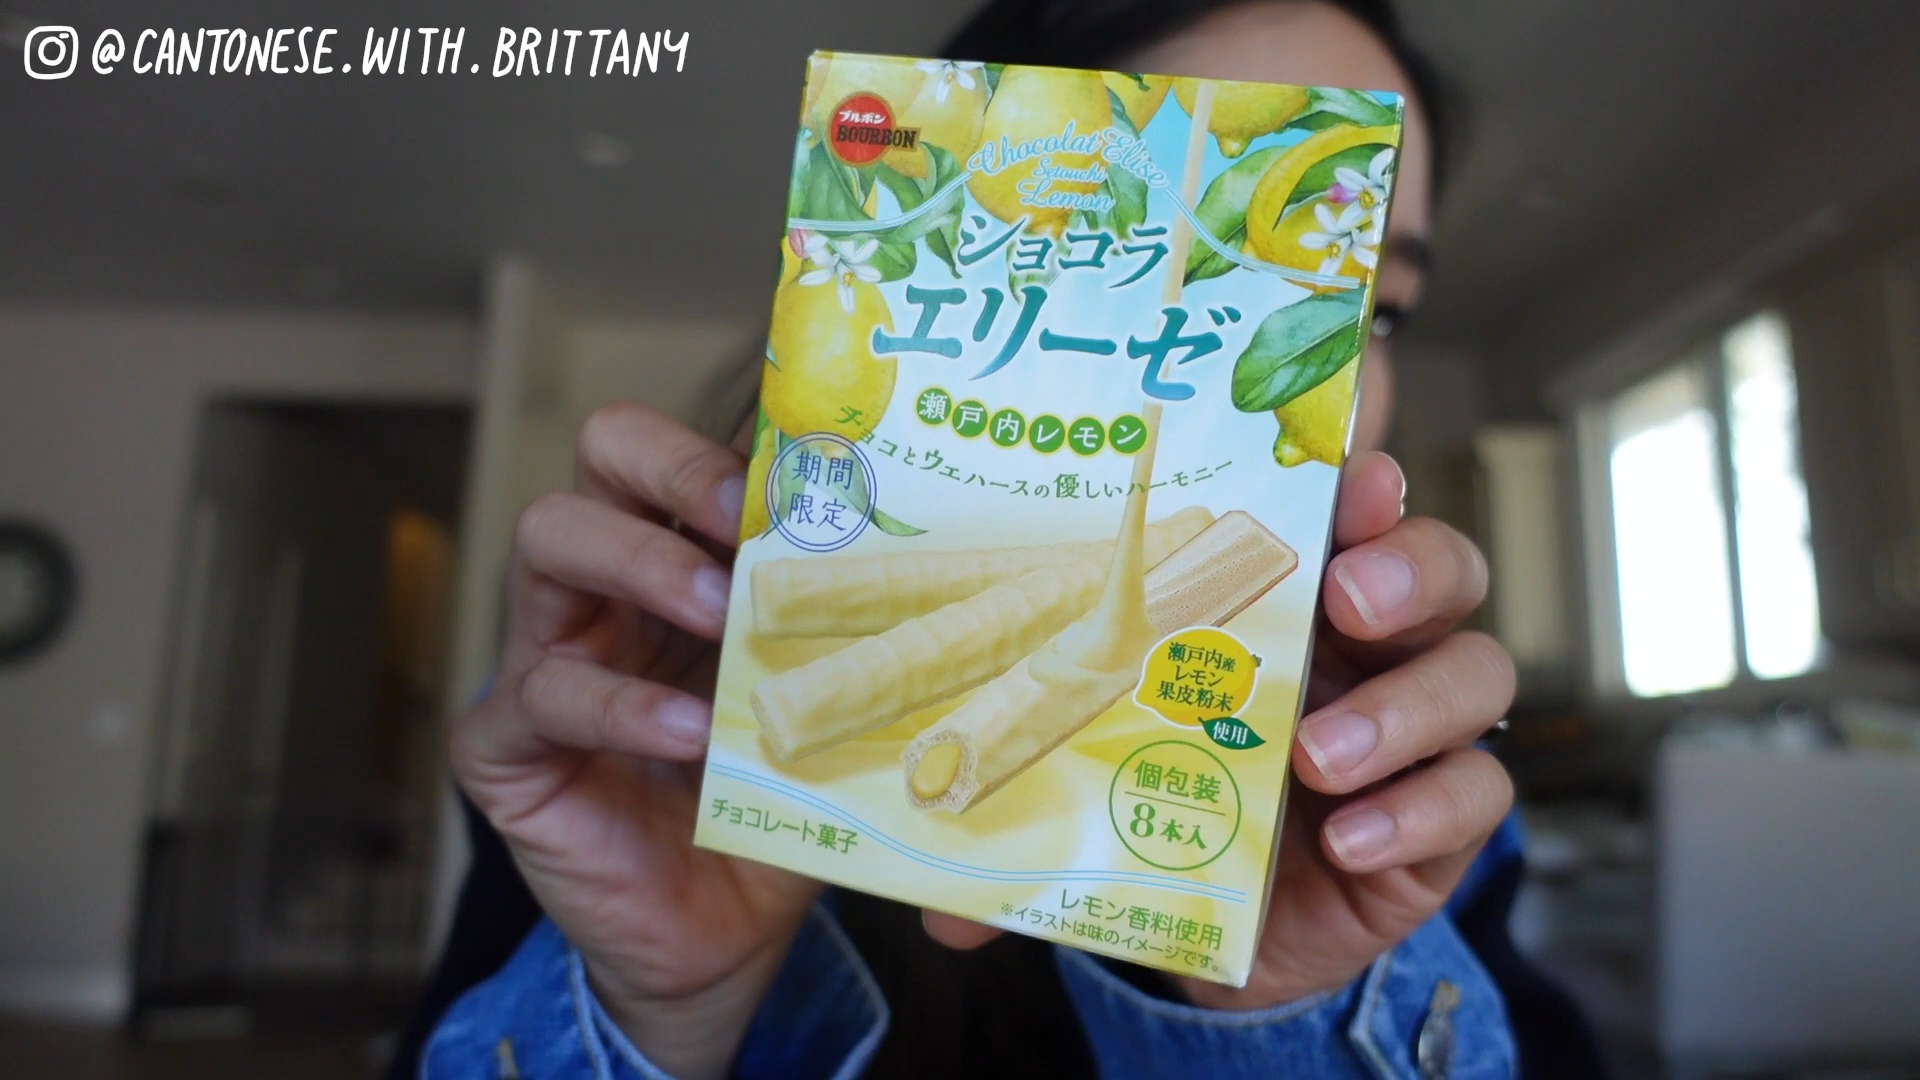 @CANTONESE.WITH.BRITTANY
ブルボン
BOURBON
Chocolat Elise
Setouchi
Lemon
ショコラ
エリーゼ
瀬戸内レモン
チョコとウエハースの優しいハーモニー
期間
限定
瀬戸内産
レモン
果皮粉末
使用
個包装
8本入
チョコレート菓子
レモン香料使用
※イラストは味のイメージです。